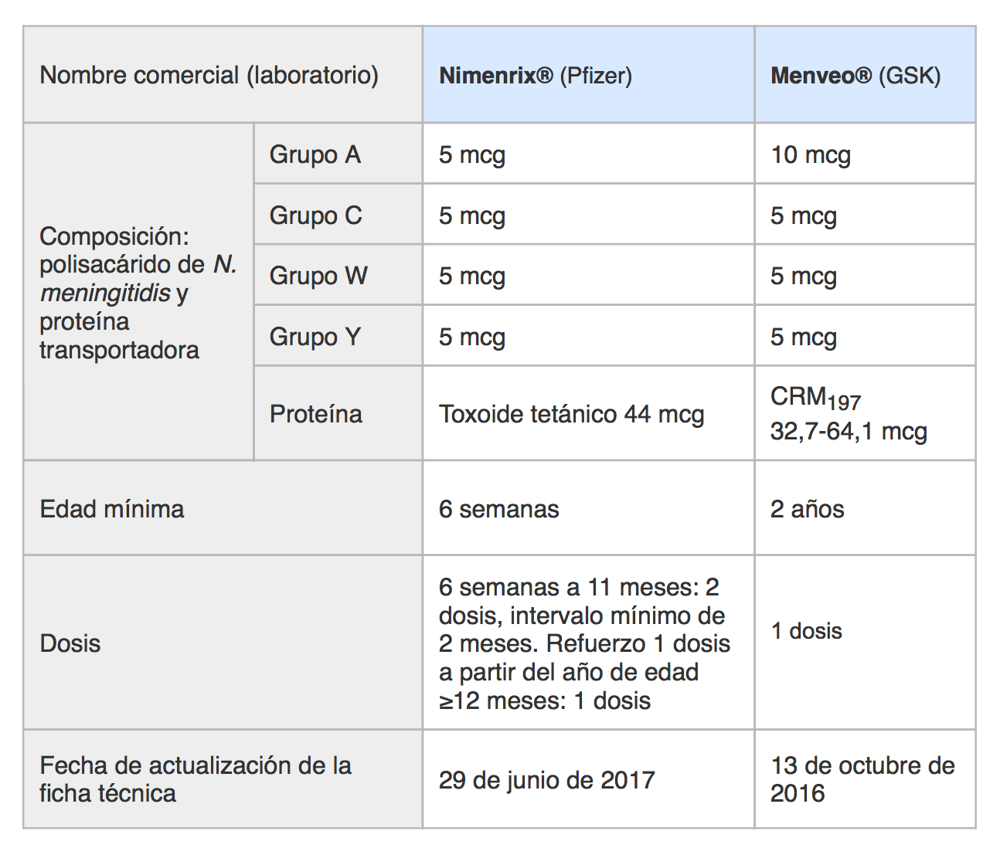 Nombre comercial (laboratorio)
Nimenrix® (Pfizer)
Menveo® (GSK)
Composición:
polisacárido de N.
meningitidis y
proteína
transportadora
Grupo A
5 mcg
10 mcg
Grupo C
5 mcg
5 mcg
Grupo W
5 mcg
5 mcg
Grupo Y
5 mcg
5 mcg
Proteína
Toxoide tetánico 44 mcg
CRM197
32,7-64,1 mcg
Edad mínima
6 semanas
2 años
Dosis
6 semanas a 11 meses: 2
dosis, intervalo mínimo de
2 meses. Refuerzo 1 dosis
a partir del año de edad
≥12 meses: 1 dosis
1 dosis
Fecha de actualización de la
ficha técnica
29 de junio de 2017
13 de octubre de
2016